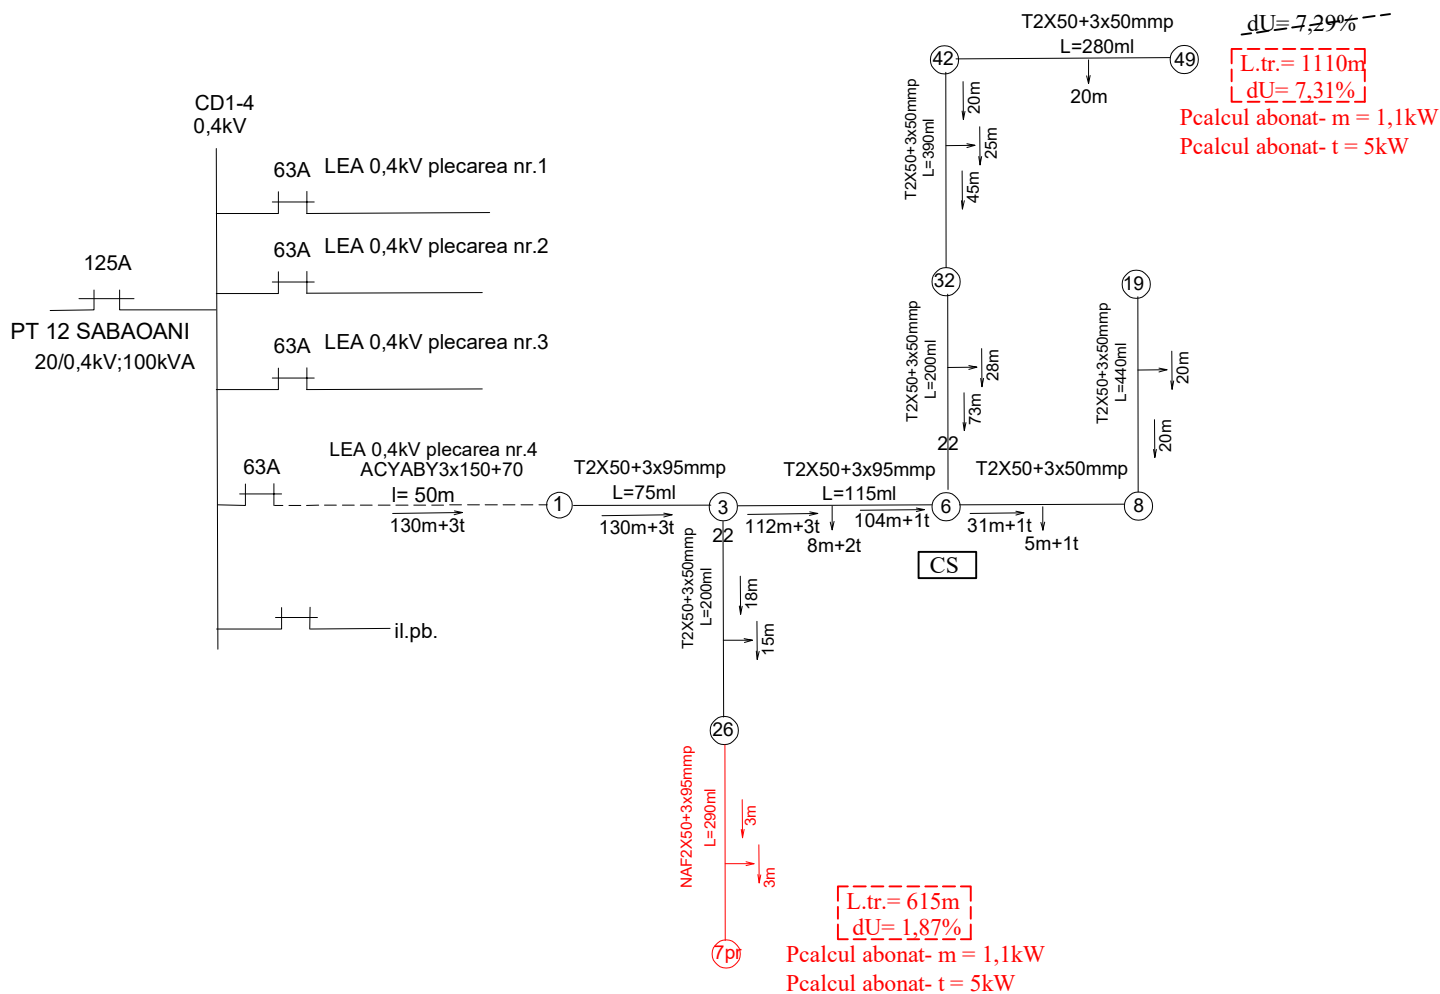 T2X50+3x50mmp
L=280ml
dU= 7,29%
42
49
20m
L.tr.= 1110m
dU= 7,31%
Pcalcul abonat- m = 1,1kW
Pcalcul abonat- t = 5kW
CD1-4
0,4kV
63A
LEA 0,4kV plecarea nr.1
63A
LEA 0,4kV plecarea nr.2
125A
PT 12 SABAOANI
20/0,4kV;100kVA
63A
LEA 0,4kV plecarea nr.3
T2X50+3x50mmp
L=390ml
20m
25m
45m
32
19
T2X50+3x50mmp
L=200ml
28m
73m
22
T2X50+3x50mmp
L=440ml
20m
20m
LEA 0,4kV plecarea nr.4
63A
ACYABY3x150+70
l= 50m
130m+3t
1
T2X50+3x95mmp
L=75ml
130m+3t
3
22
T2X50+3x95mmp
L=115ml
112m+3t
8m+2t
104m+1t
6
T2X50+3x50mmp
31m+1t
5m+1t
8
CS
T2X50+3x50mmp
L=200ml
18m
15m
il.pb.
26
NAF2X50+3x95mmp
L=290ml
3m
3m
7pr
L.tr.= 615m
dU= 1,87%
Pcalcul abonat- m = 1,1kW
Pcalcul abonat- t = 5kW